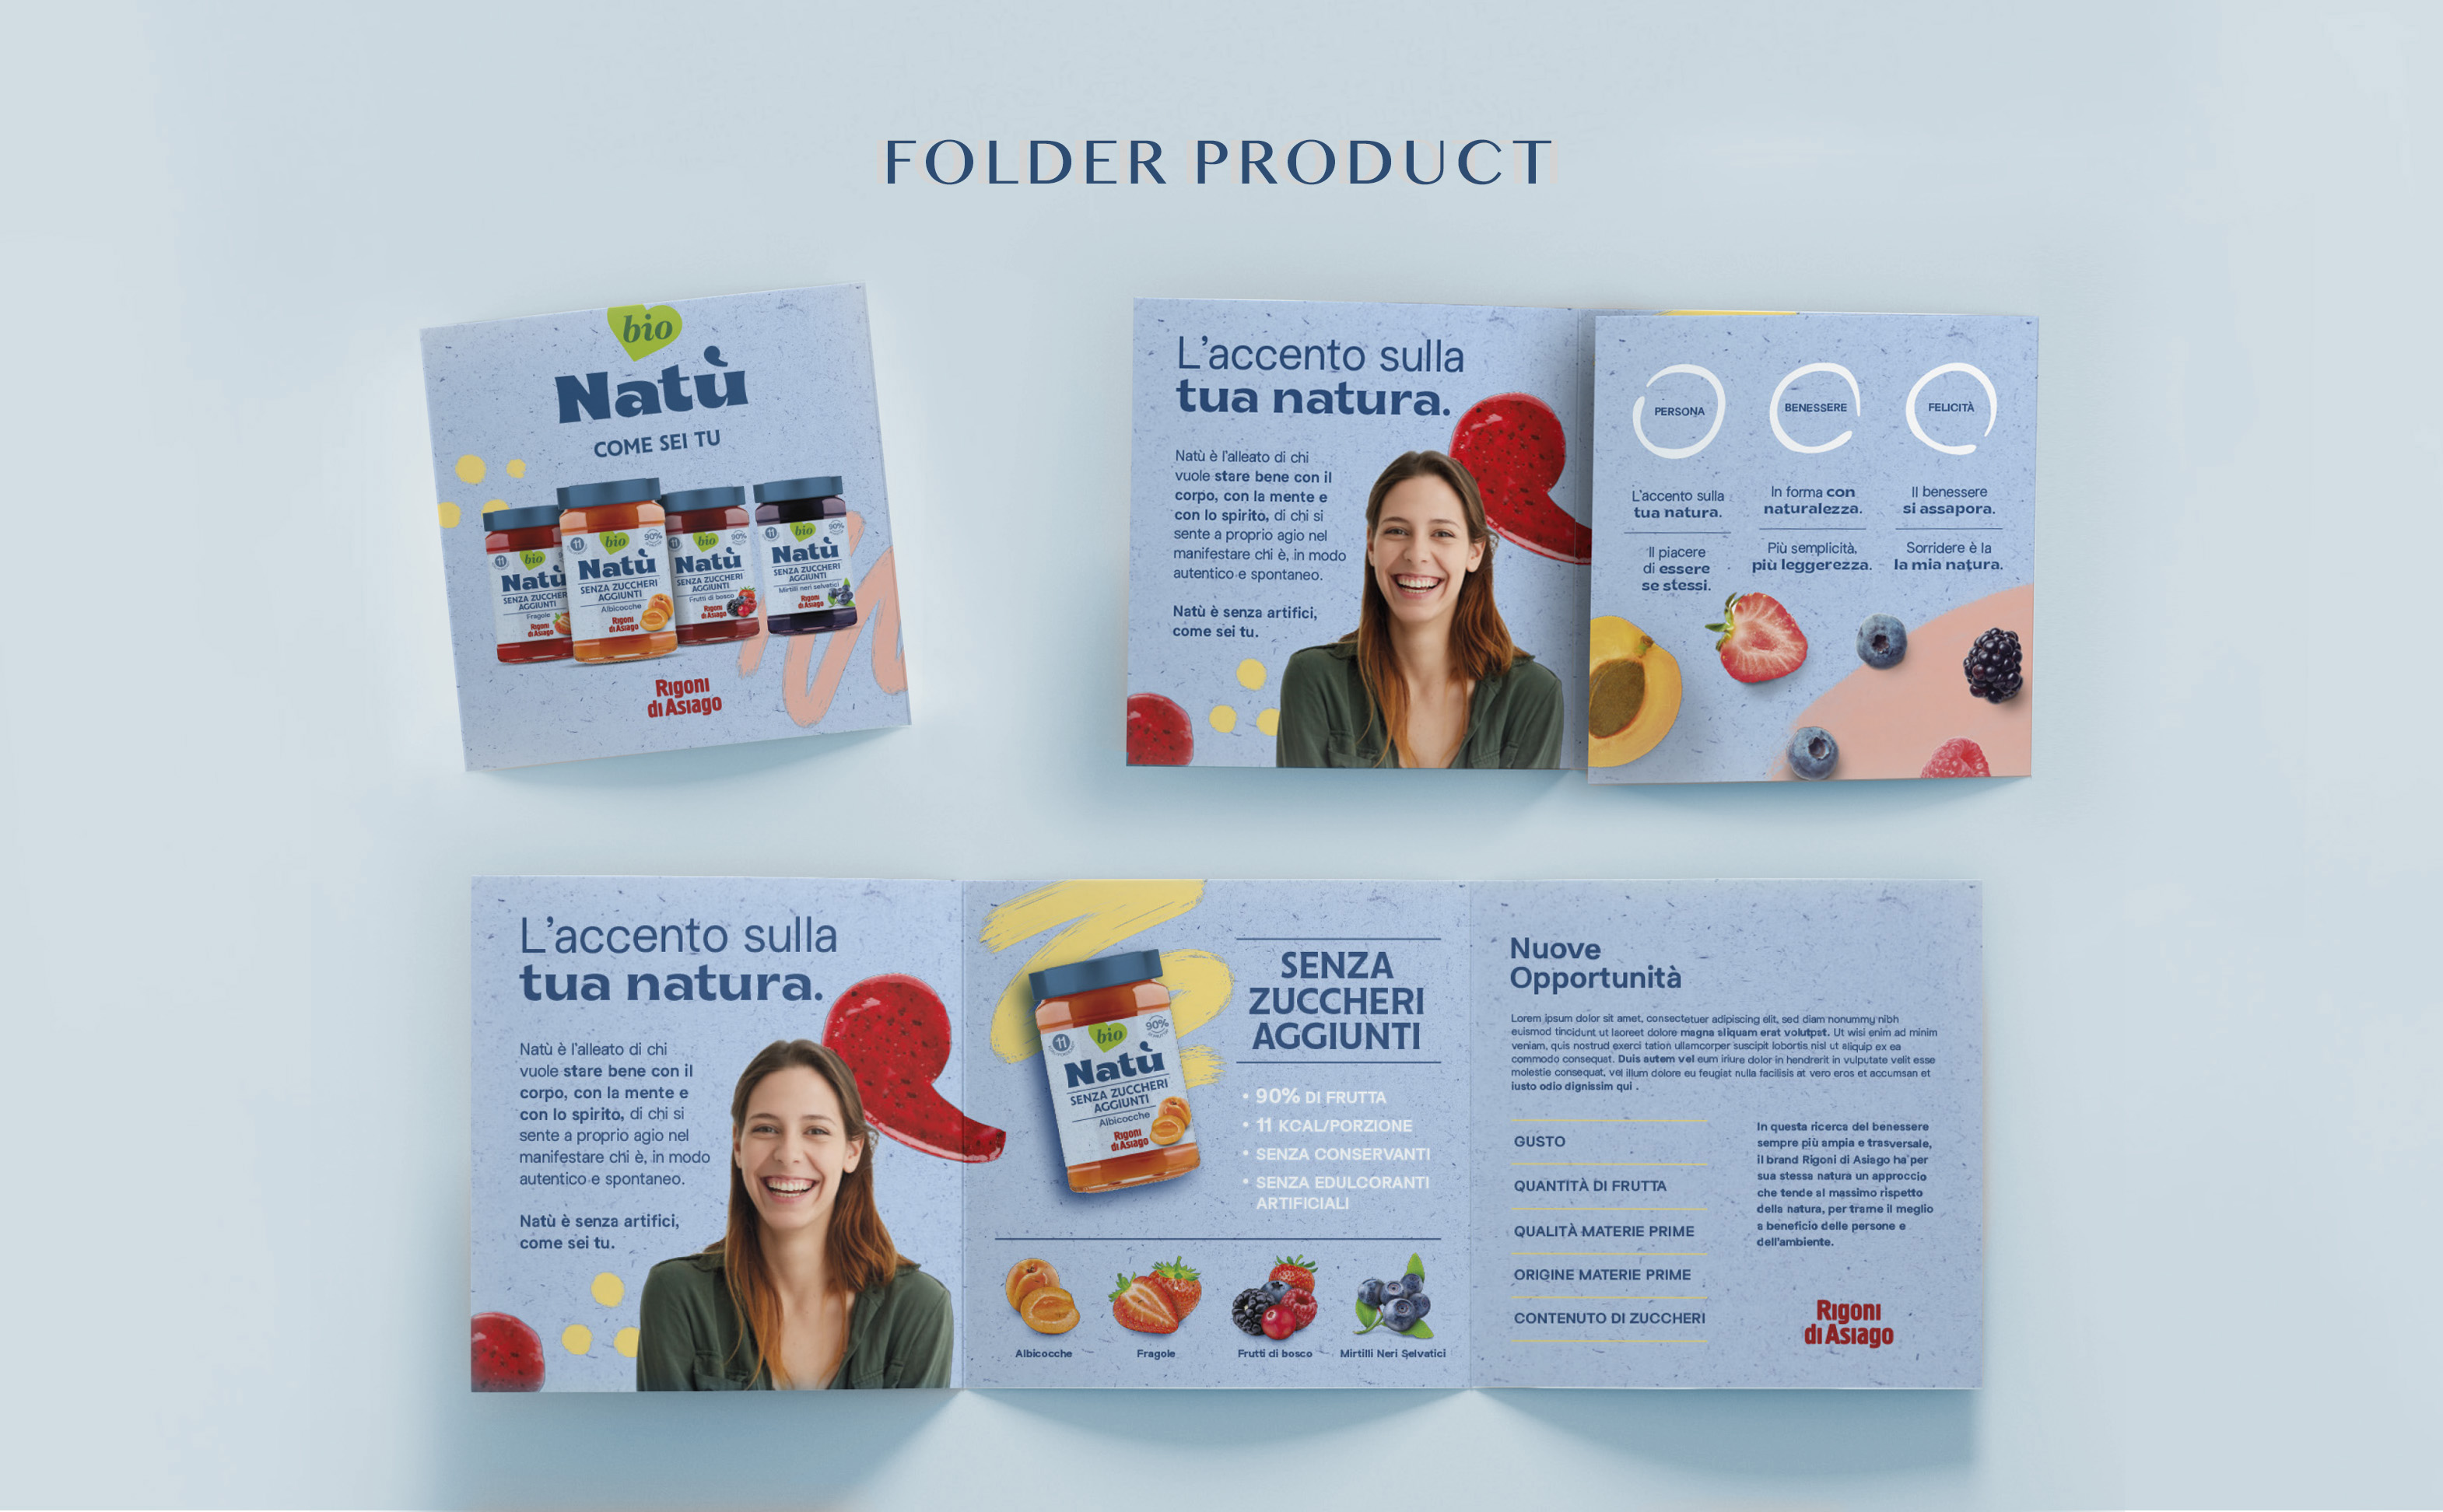 FOLDER PRODUCT
bio
Natù
COME SEI TU
11
bio
Natù
SENZA ZUCCHERI
AGGIUNTI
Fragole
Rigoni
di Asiago
11
bio
90%
Natù
SENZA ZUCCHERI
AGGIUNTI
Albicocche
Rigoni
di Asiago
11
bio
90%
Natù
SENZA ZUCCHERI
AGGIUNTI
Frutti di bosco
Rigoni
di Asiago
11
bio
90%
Natù
SENZA ZUCCHERI
AGGIUNTI
Mirtilli neri selvatici
Rigoni
di Asiago
Rigoni
di Asiago
L'accento sulla
tua natura.
Natù è l'alleato di chi
vuole stare bene con il
corpo, con la mente e
con lo spirito, di chi si
sente a proprio agio nel
manifestare chi è, in modo
autentico e spontaneo.
Natù è senza artifici,
come sei tu.
PERSONA
L'accento sulla
tua natura.
Il piacere
di essere
se stessi.
BENESSERE
In forma con
naturalezza.
Più semplicità,
più leggerezza.
FELICITÀ
Il benessere
si assapora.
Sorridere è la
la mia natura.
L'accento sulla
tua natura.
Natù è l'alleato di chi
vuole stare bene con il
corpo, con la mente e
con lo spirito, di chi si
sente a proprio agio nel
manifestare chi è, in modo
autentico e spontaneo.
Natù è senza artifici,
come sei tu.
11
bio
90%
Natù
SENZA ZUCCHERI
AGGIUNTI
Albicocche
Rigoni
di Asiago
SENZA
ZUCCHERI
AGGIUNTI
• 90% DI FRUTTA
• 11 KCAL/PORZIONE
• SENZA CONSERVANTI
• SENZA EDULCORANTI
ARTIFICIALI
Albicocche
Fragole
Frutti di bosco
Mirtilli Neri Selvatici
Nuove
Opportunità
Lorem ipsum dolor sit amet, consectetuer adipiscing elit, sed diam nonummy nibh
euismod tincidunt ut laoreet dolore magna aliquam erat volutpat. Ut wisi enim ad minim
veniam, quis nostrud exerci tation ullamcorper suscipit lobortis nisl ut aliquip ex ea
commodo consequat. Duis autem vel eum iriure dolor in hendrerit in vulputate velit esse
molestie consequat, vel illum dolore eu feugiat nulla facilisis at vero eros et accumsan et
iusto odio dignissim qui .
GUSTO
QUANTITÀ DI FRUTTA
QUALITÀ MATERIE PRIME
ORIGINE MATERIE PRIME
CONTENUTO DI ZUCCHERI
In questa ricerca del benessere
sempre più ampia e trasversale,
il brand Rigoni di Asiago ha per
sua stessa natura un approccio
che tende al massimo rispetto
della natura, per trarne il meglio
a beneficio delle persone e
dell'ambiente.
Rigoni
di Asiago